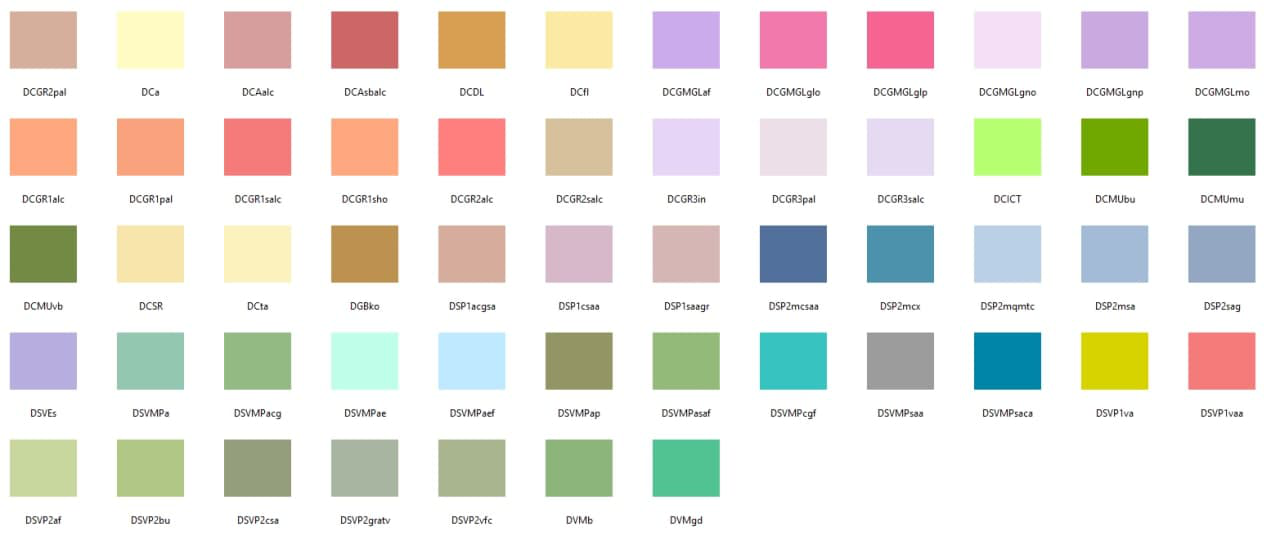 DCGR2pal DCa DCAalc DCAsbalc DCDL DCfl DCGMGLaf DCGMGLglo DCGMGLglp DCGMGLgno DCGMGLgnp DCGMGLmo
DCGR1alc DCGR1pal DCGR1salc DCGR1sho DCGR2alc DCGR2salc DCGR3in DCGR3pal DCGR3salc DCICT DCMUbu DCMUmu
DCMUvb DCSR DCta DGBko DSP1acgsa DSP1csaa DSP1saagr DSP2mcsaa DSP2mcx DSP2mqmtc DSP2msa DSP2sag
DSVEs DSVMPa DSVMPacg DSVMPae DSVMPaef DSVMPap DSVMPasaf DSVMPcgf DSVMPsaa DSVMPsaca DSVP1va DSVP1vaa
DSVP2af DSVP2bu DSVP2csa DSVP2gratv DSVP2vfc DVMb DVMgd